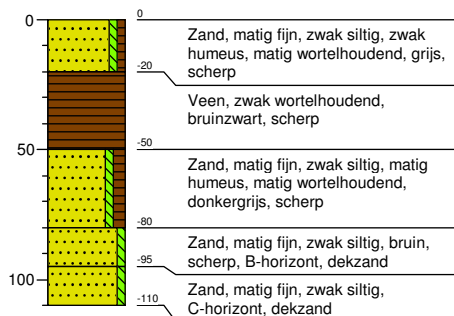 0
0
Zand, matig fijn, zwak siltig, zwak
humeus, matig wortelhoudend, grijs,
scherp
-20
Veen, zwak wortelhoudend,
bruinzwart, scherp
50
-50
Zand, matig fijn, zwak siltig, matig
humeus, matig wortelhoudend,
donkergrijs, scherp
-80
Zand, matig fijn, zwak siltig, bruin,
scherp, B-horizont, dekzand
-95
100
Zand, matig fijn, zwak siltig,
C-horizont, dekzand
-110